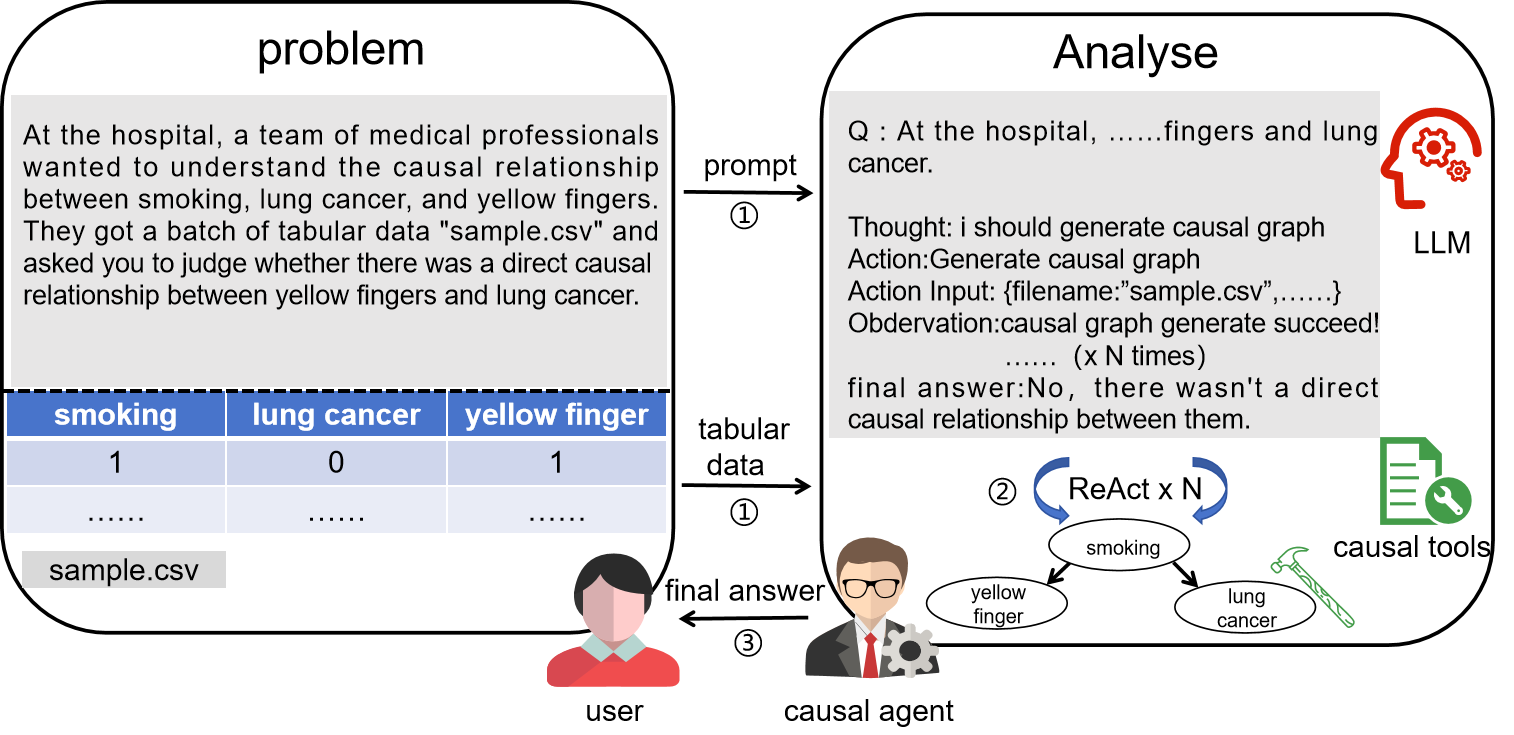 problem
At the hospital, a team of medical professionals
wanted to understand the causal relationship
between smoking, lung cancer, and yellow fingers.
They got a batch of tabular data "sample.csv" and
asked you to judge whether there was a direct causal
relationship between yellow fingers and lung cancer.
smoking lung cancer yellow finger
1 0 1
...... ...... ......
sample.csv
prompt
①
tabular
data
①
final answer
③
user
causal agent
Analyse
Q : At the hospital, ......fingers and lung
cancer.
Thought: i should generate causal graph
Action:Generate causal graph
Action Input: {filename:”sample.csv”,......}
Obdervation:causal graph generate succeed!
...... （x N times）
final answer:No，there wasn't a direct
causal relationship between them.
LLM
② ReAct x N
causal tools
smoking
yellow
finger
lung
cancer